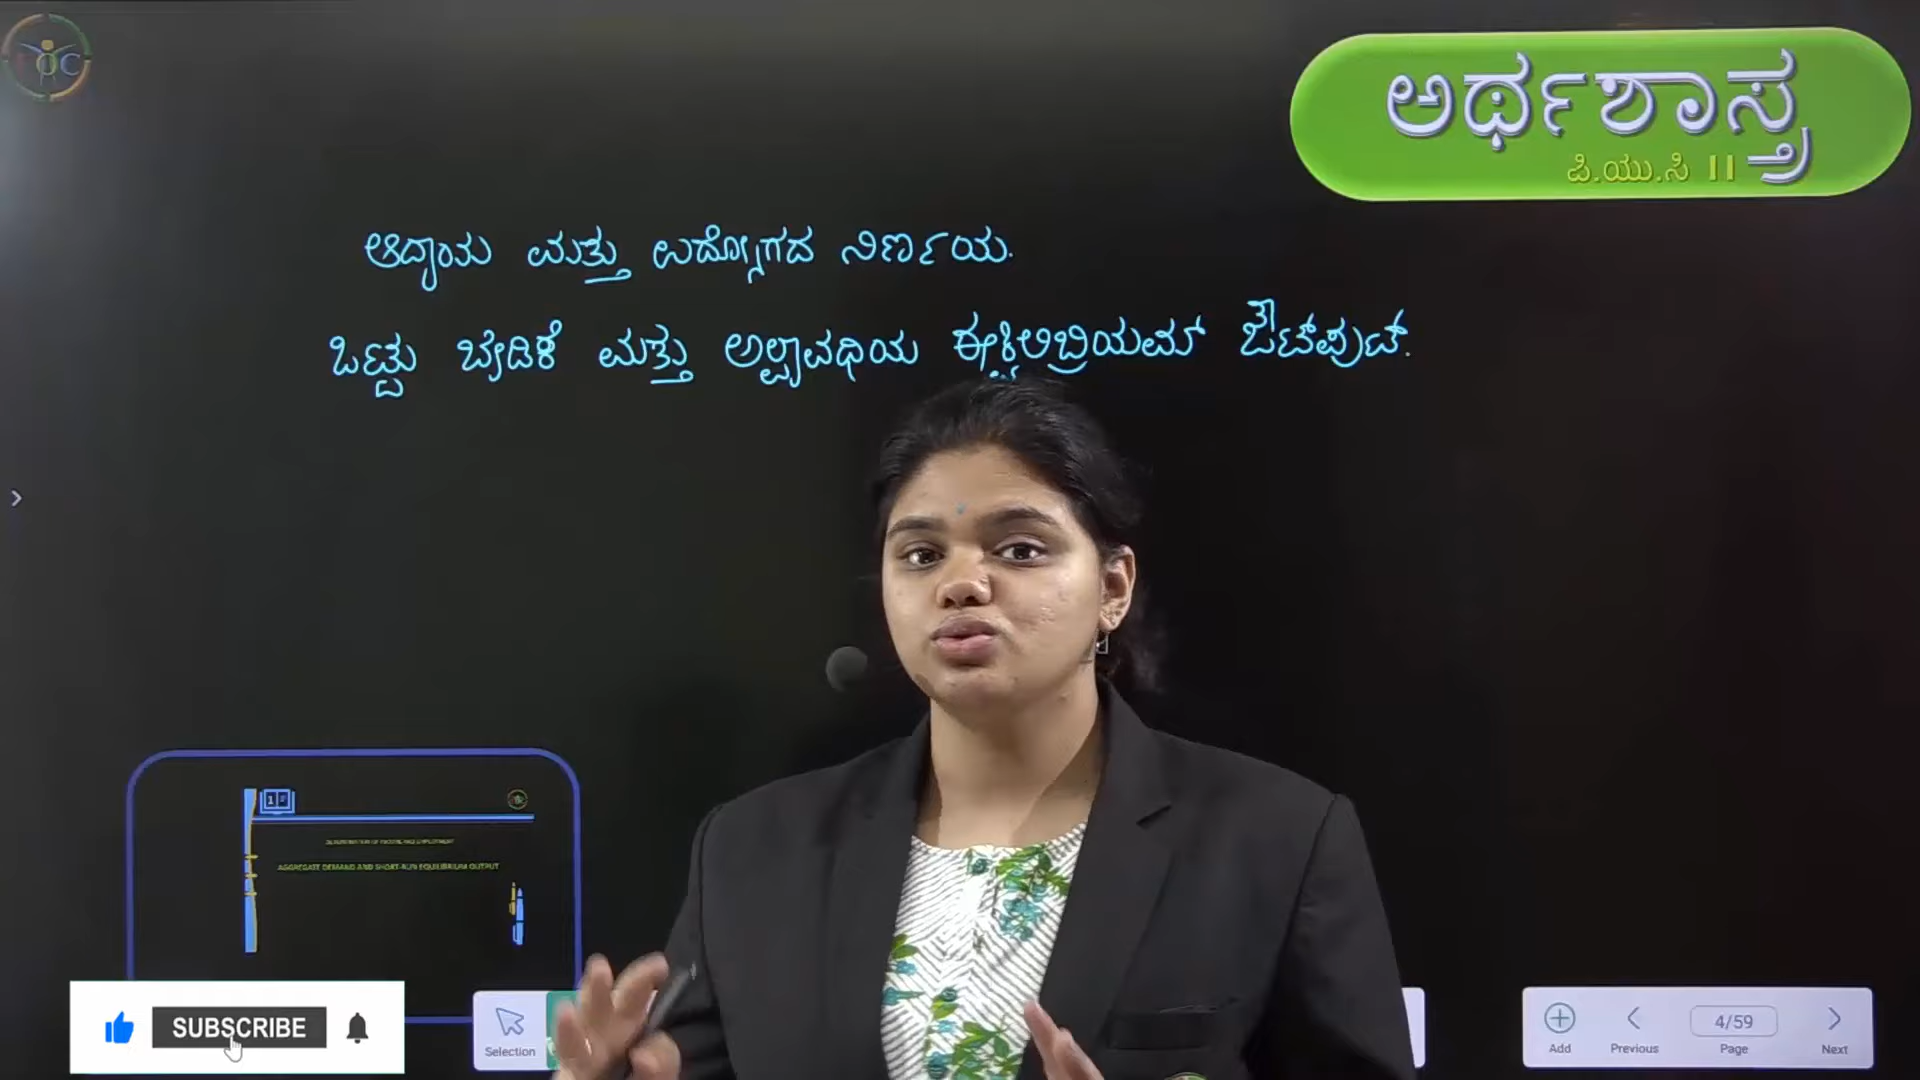 ಅರ್ಥಶಾಸ್ತ್ರ
ಪಿ.ಯು.ಸಿ II
ಆದಾಯ ಮತ್ತು ಉದ್ಯೋಗದ ನಿರ್ಣಯ.
ಒಟ್ಟು ಬೇಡಿಕೆ ಮತ್ತು ಅಲ್ಪಾವಧಿಯ ಈಕ್ವಿಲಿಬ್ರಿಯಮ್ ಔಟ್‌ಪುಟ್.
AGGREGATE DEMAND AND SHORT-RUN EQUILIBRIUM OUTPUT
SUBSCRIBE
Selection
4/59
Add Previous Page Next